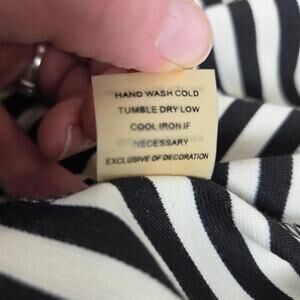 HAND WASH COLD
TUMBLE DRY LOW
COOL IRON IF
NECESSARY
EXCLUSIVE OF DECORATION